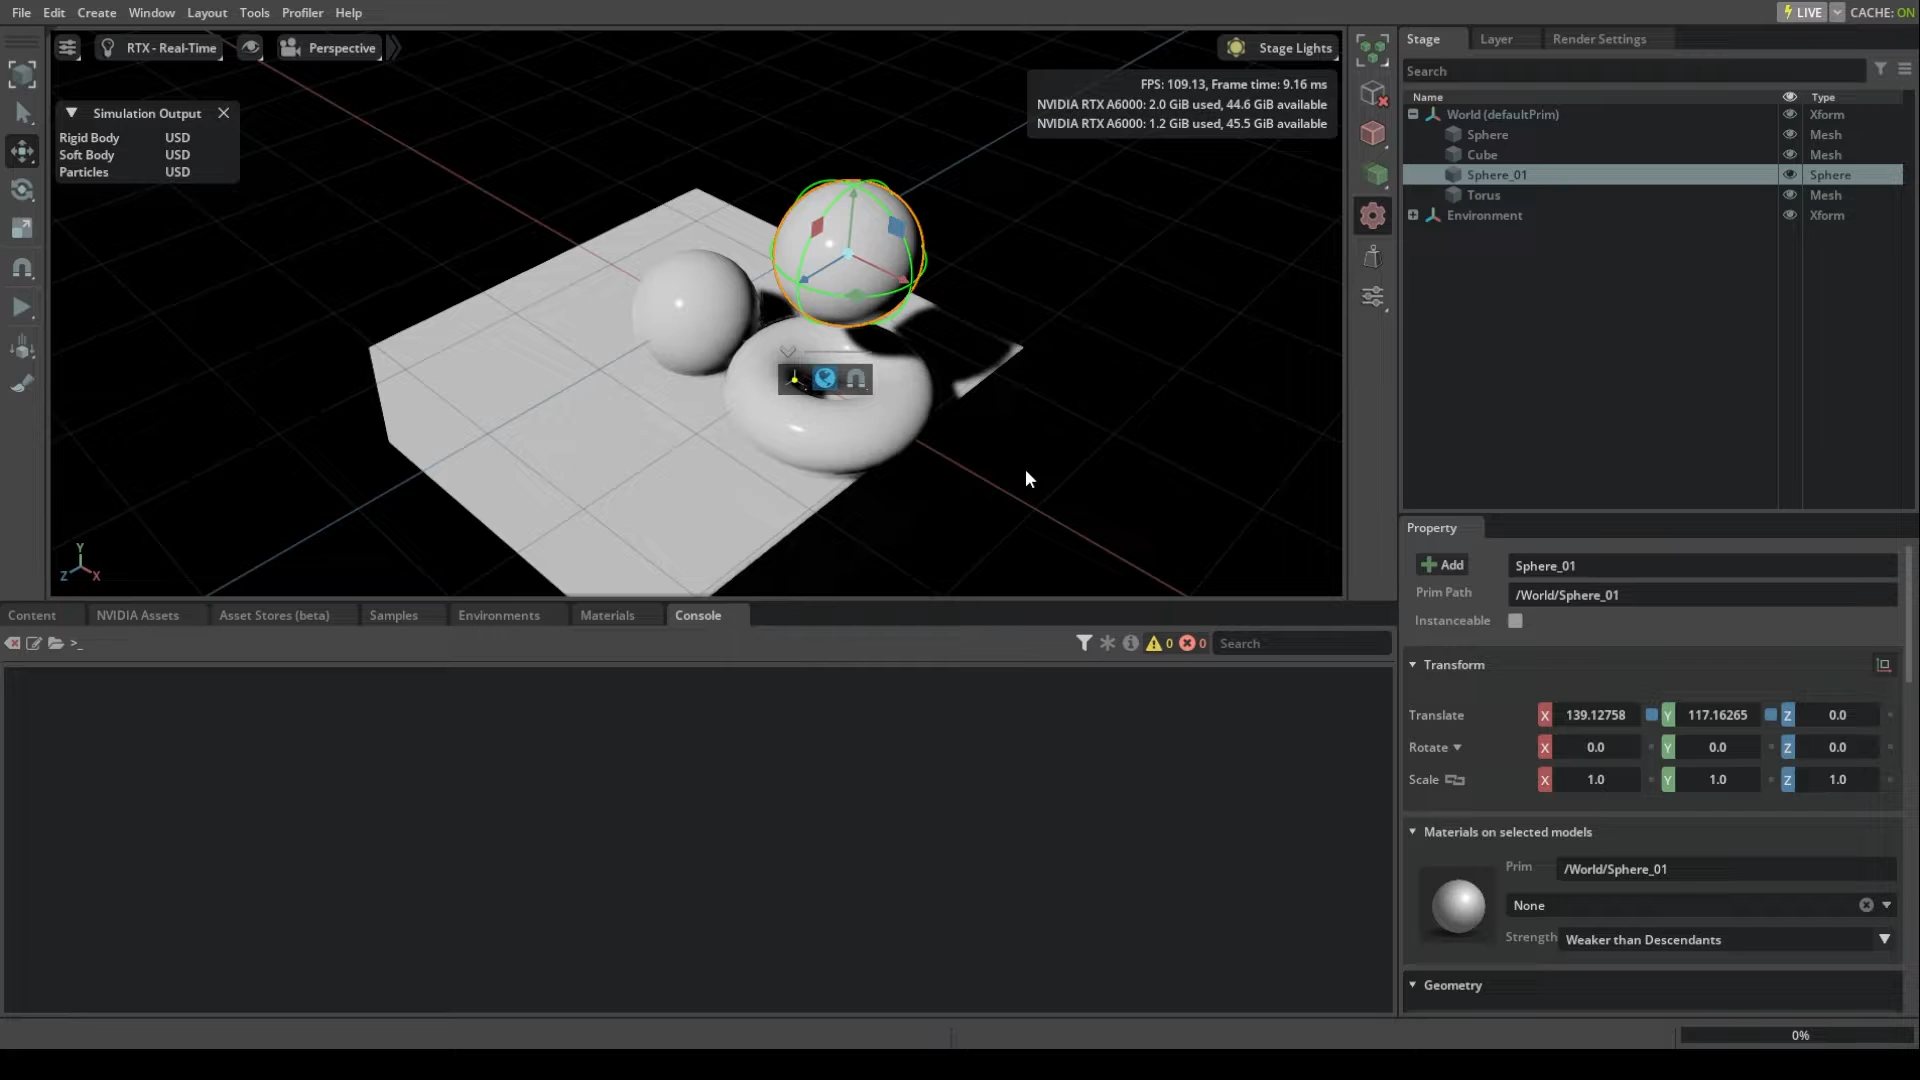 File Edit Create Window Layout Tools Profiler Help
LIVE CACHE: ON
RTX - Real-Time Perspective Stage Lights
FPS: 109.13, Frame time: 9.16 ms
NVIDIA RTX A6000: 2.0 GiB used, 44.6 GiB available
NVIDIA RTX A6000: 1.2 GiB used, 45.5 GiB available
Simulation Output
Rigid Body USD
Soft Body USD
Particles USD
Y
Z X
Stage Layer Render Settings
Search
Name Type
World (defaultPrim) Xform
Sphere Mesh
Cube Mesh
Sphere_01 Sphere
Torus Mesh
Environment Xform
Property
Add Sphere_01
Prim Path /World/Sphere_01
Instanceable
Transform
Translate X 139.12758 Y 117.16265 Z 0.0
Rotate X 0.0 Y 0.0 Z 0.0
Scale X 1.0 Y 1.0 Z 1.0
Materials on selected models
Prim /World/Sphere_01
None
Strength Weaker than Descendants
Geometry
Content NVIDIA Assets Asset Stores (beta) Samples Environments Materials Console
>_ 0 0 Search
0%